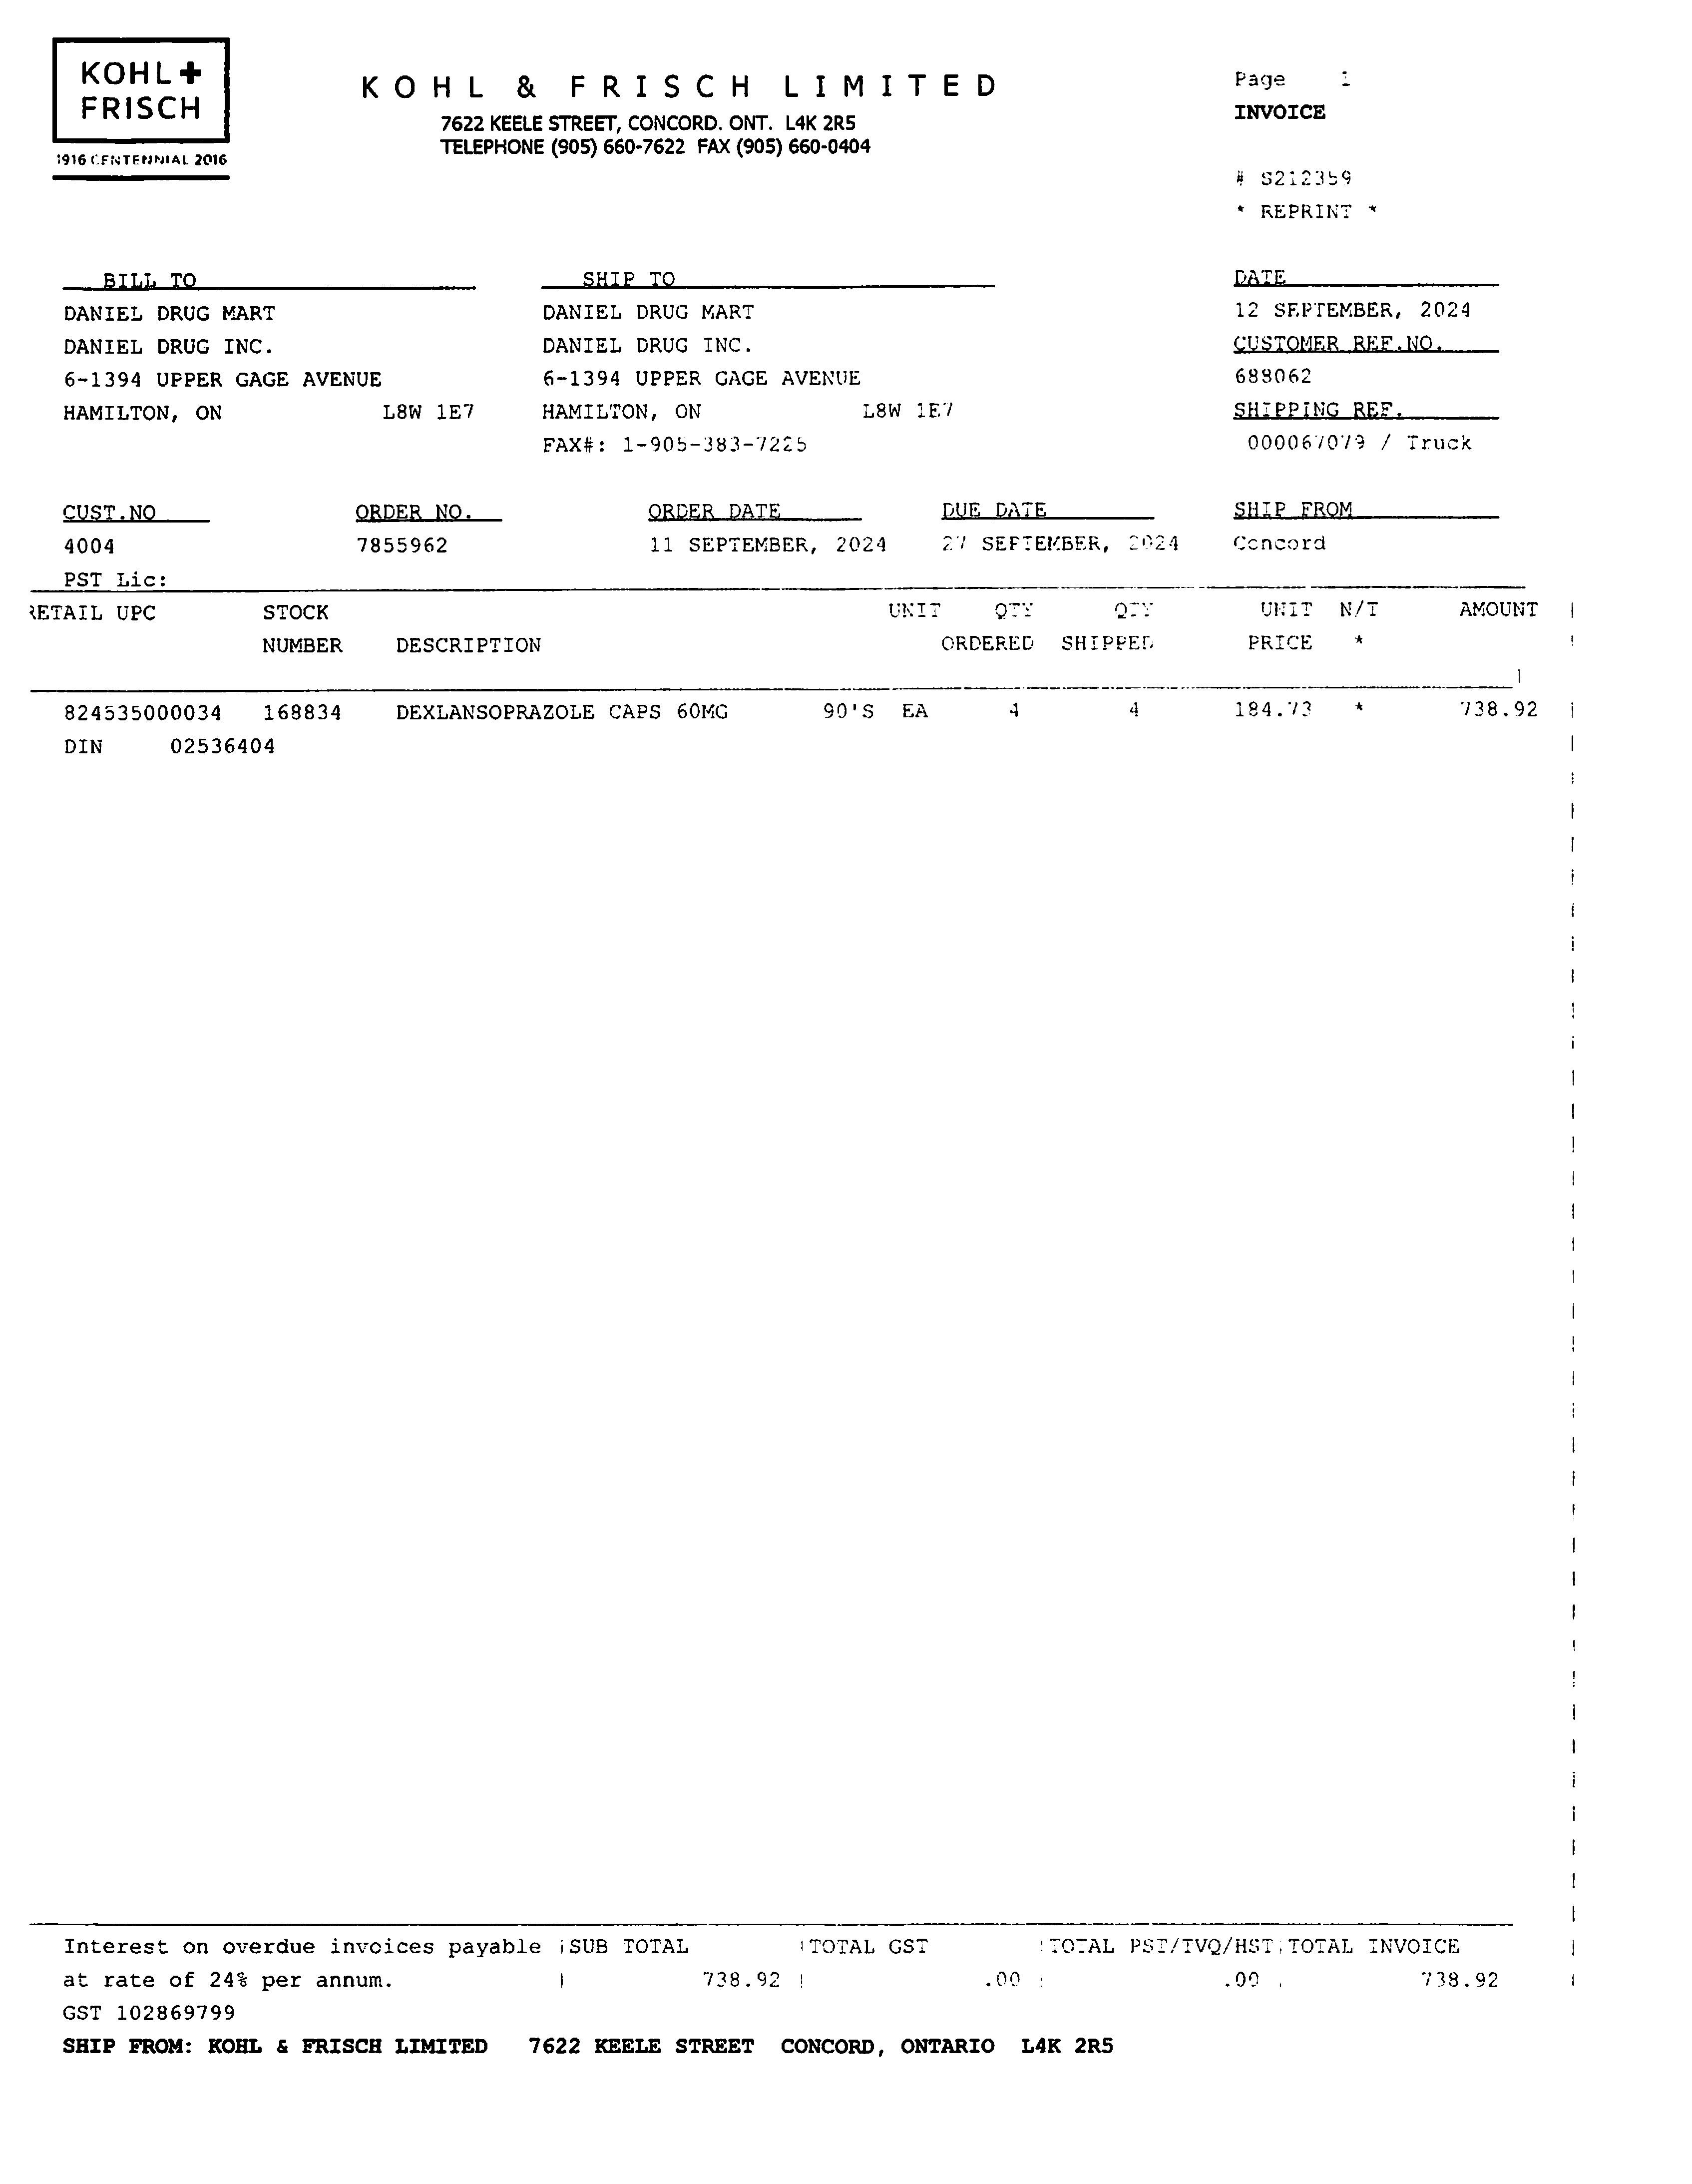 KOHL+
FRISCH
1916 CENTENNIAL 2016
KOHL & FRISCH LIMITED
7622 KEELE STREET, CONCORD. ONT. L4K 2R5
TELEPHONE (905) 660-7622 FAX (905) 660-0404
Page 1
INVOICE
# S212359
* REPRINT *
BILL TO SHIP TO DATE
DANIEL DRUG MART DANIEL DRUG MART 12 SEPTEMBER, 2024
DANIEL DRUG INC. DANIEL DRUG INC. CUSTOMER REF.NO.
6-1394 UPPER GAGE AVENUE 6-1394 UPPER GAGE AVENUE 688062
HAMILTON, ON L8W 1E7 HAMILTON, ON L8W 1E7 SHIPPING REF.
FAX#: 1-905-383-7225 000067079 / Truck
CUST.NO ORDER NO. ORDER DATE DUE DATE SHIP FROM
4004 7855962 11 SEPTEMBER, 2024 27 SEPTEMBER, 2024 Concord
PST Lic:
RETAIL UPC STOCK UNIT QTY QTY UNIT N/T AMOUNT
NUMBER DESCRIPTION ORDERED SHIPPED PRICE *
824535000034 168834 DEXLANSOPRAZOLE CAPS 60MG 90'S EA 4 4 184.73 * 738.92
DIN 02536404
Interest on overdue invoices payable SUB TOTAL TOTAL GST TOTAL PST/TVQ/HST TOTAL INVOICE
at rate of 24% per annum. 738.92 .00 .00 738.92
GST 102869799
SHIP FROM: KOHL & FRISCH LIMITED 7622 KEELE STREET CONCORD, ONTARIO L4K 2R5